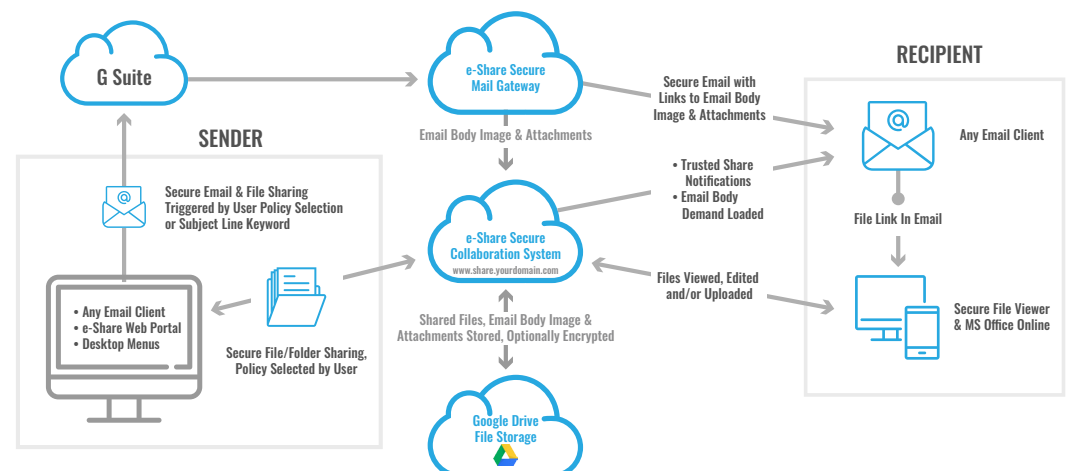 G Suite
e-Share Secure
Mail Gateway
RECIPIENT
Secure Email with
Links to Email Body
Image & Attachments
Email Body Image & Attachments
SENDER
Any Email Client
• Trusted Share
Notifications
• Email Body
Demand Loaded
Secure Email & File Sharing
Triggered by User Policy Selection
or Subject Line Keyword
File Link In Email
e-Share Secure
Collaboration System
www.share.yourdomain.com
Files Viewed, Edited
and/or Uploaded
• Any Email Client
• e-Share Web Portal
• Desktop Menus
Secure File Viewer
& MS Office Online
Shared Files, Email Body Image &
Attachments Stored, Optionally Encrypted
Secure File/Folder Sharing,
Policy Selected by User
Google Drive
File Storage